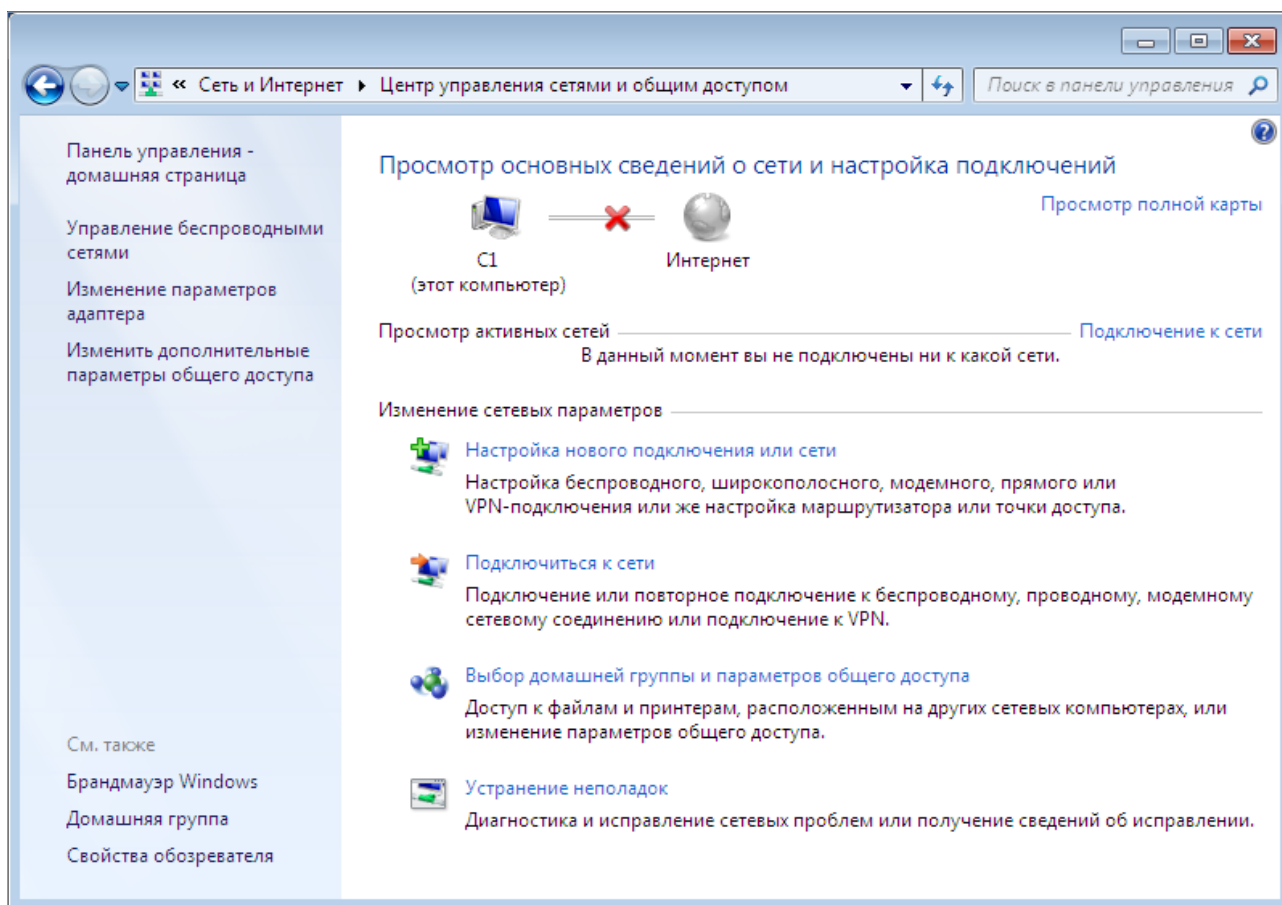 « Сеть и Интернет ▸ Центр управления сетями и общим доступом
Поиск в панели управления
Панель управления -
домашняя страница
Управление беспроводными
сетями
Изменение параметров
адаптера
Изменить дополнительные
параметры общего доступа
См. также
Брандмауэр Windows
Домашняя группа
Свойства обозревателя
Просмотр основных сведений о сети и настройка подключений
Просмотр полной карты
C1
(этот компьютер)
Интернет
Просмотр активных сетей
Подключение к сети
В данный момент вы не подключены ни к какой сети.
Изменение сетевых параметров
Настройка нового подключения или сети
Настройка беспроводного, широкополосного, модемного, прямого или
VPN-подключения или же настройка маршрутизатора или точки доступа.
Подключиться к сети
Подключение или повторное подключение к беспроводному, проводному, модемному
сетевому соединению или подключение к VPN.
Выбор домашней группы и параметров общего доступа
Доступ к файлам и принтерам, расположенным на других сетевых компьютерах, или
изменение параметров общего доступа.
Устранение неполадок
Диагностика и исправление сетевых проблем или получение сведений об исправлении.